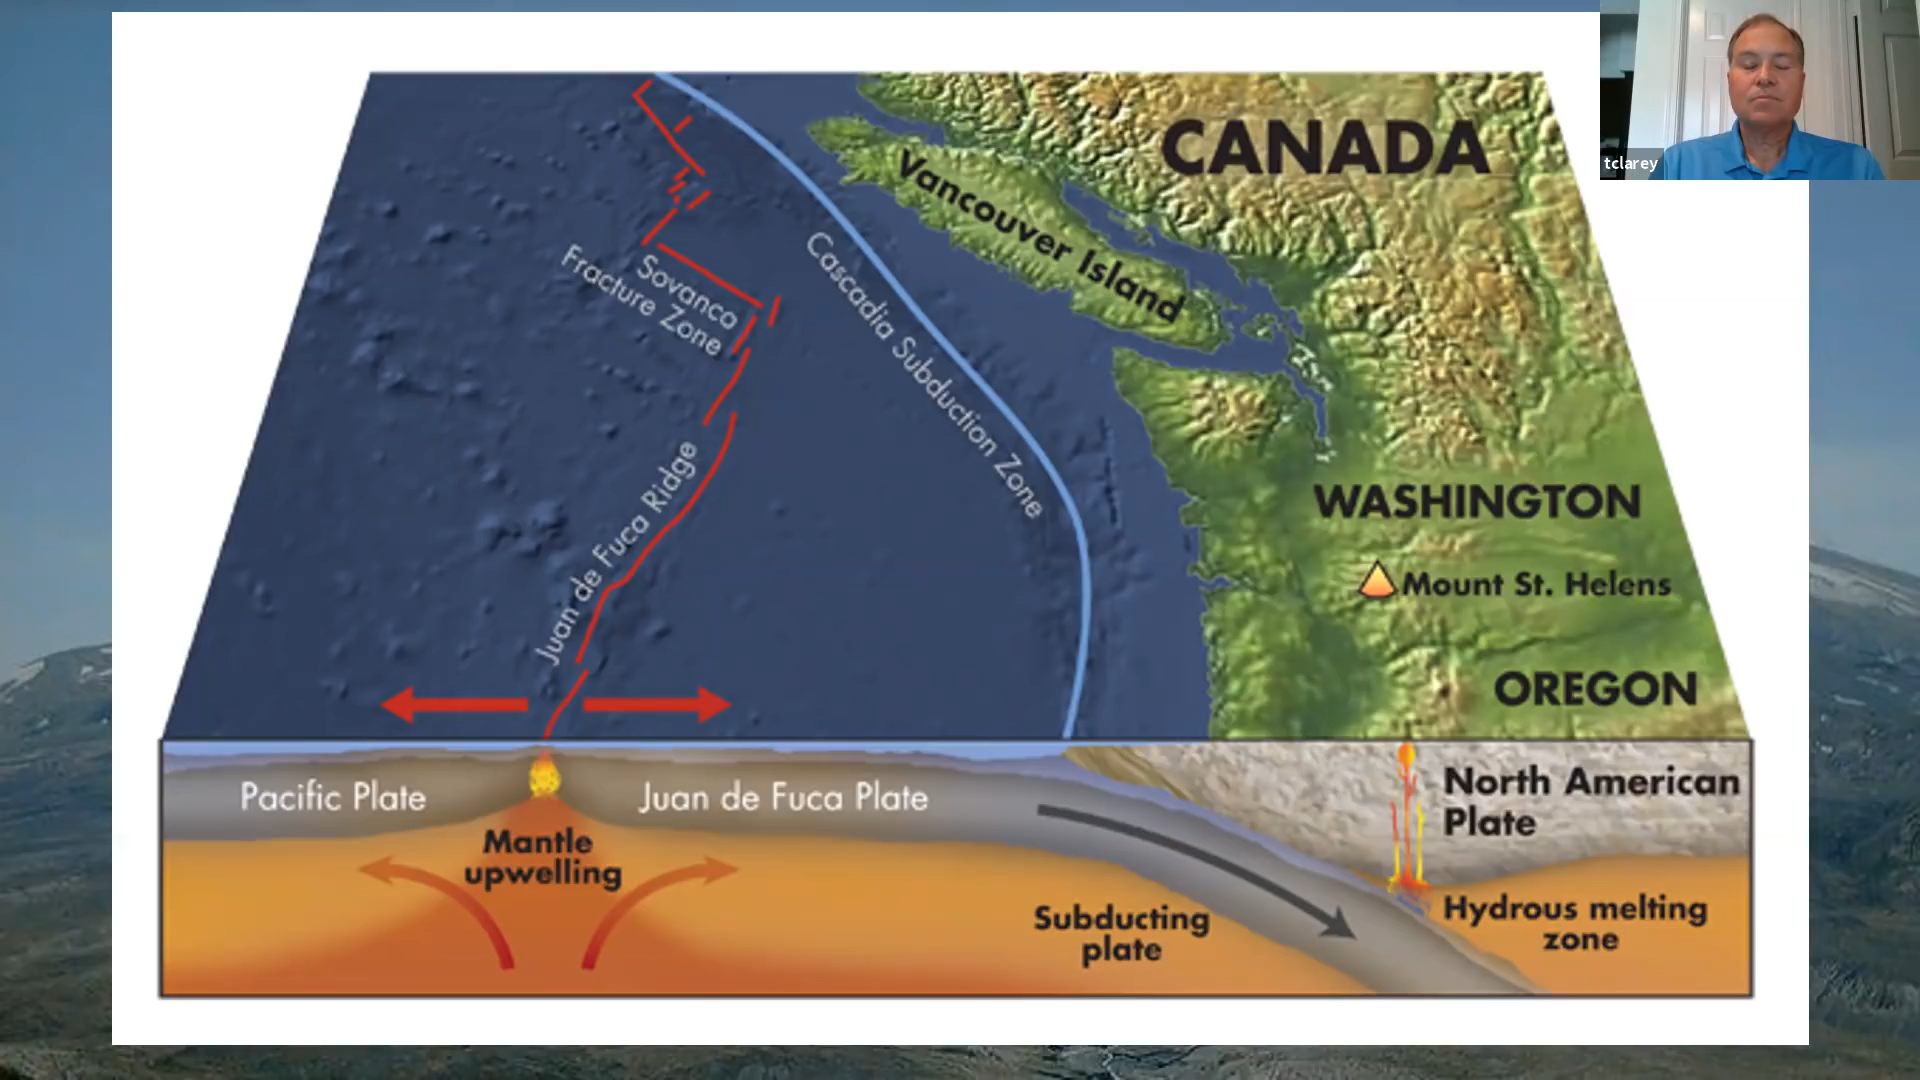 tclarey
CANADA
Vancouver Island
Cascadia Subduction Zone
Sovanco
Fracture Zone
Juan de Fuca Ridge
WASHINGTON
Mount St. Helens
OREGON
Pacific Plate
Juan de Fuca Plate
North American
Plate
Mantle
upwelling
Subducting
plate
Hydrous melting
zone